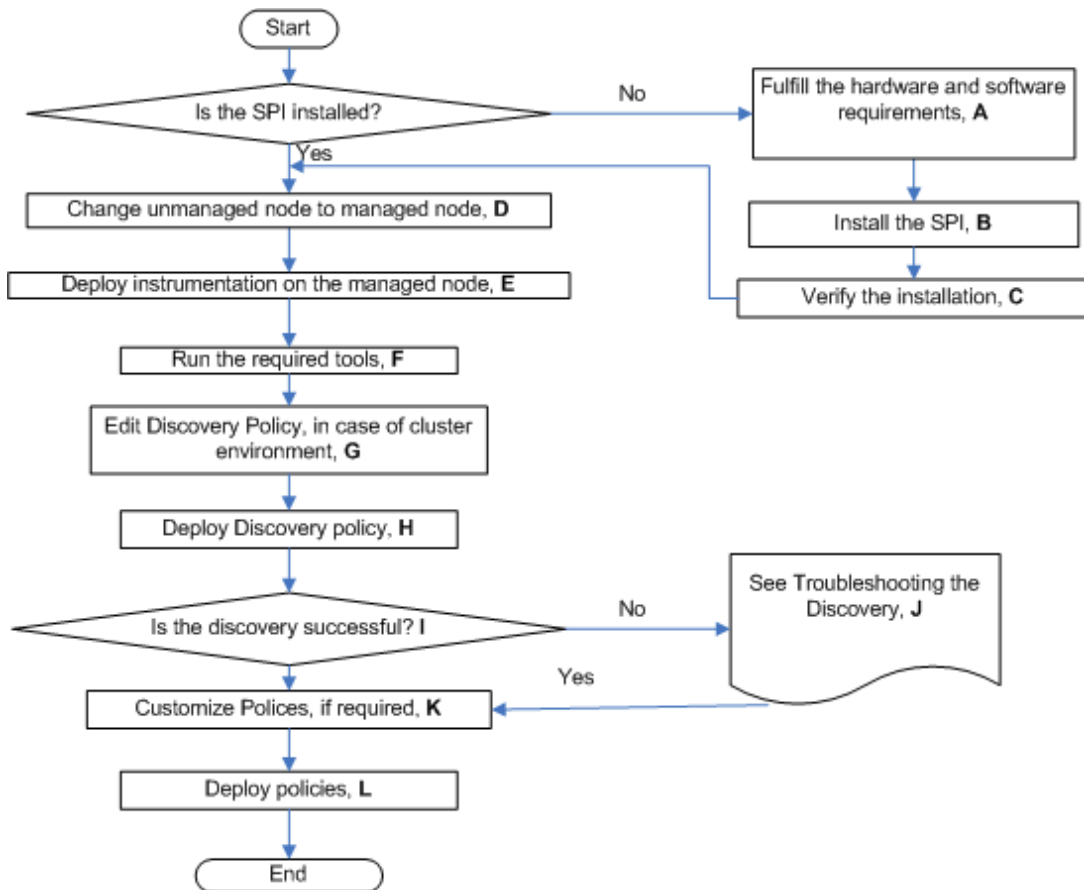 Start
Is the SPI installed?
No
Fulfill the hardware and software
requirements, A
Yes
Install the SPI, B
Change unmanaged node to managed node, D
Deploy instrumentation on the managed node, E
Verify the installation, C
Run the required tools, F
Edit Discovery Policy, in case of cluster
environment, G
Deploy Discovery policy, H
Is the discovery successful? I
No
See Troubleshooting the
Discovery, J
Yes
Customize Polices, if required, K
Deploy policies, L
End